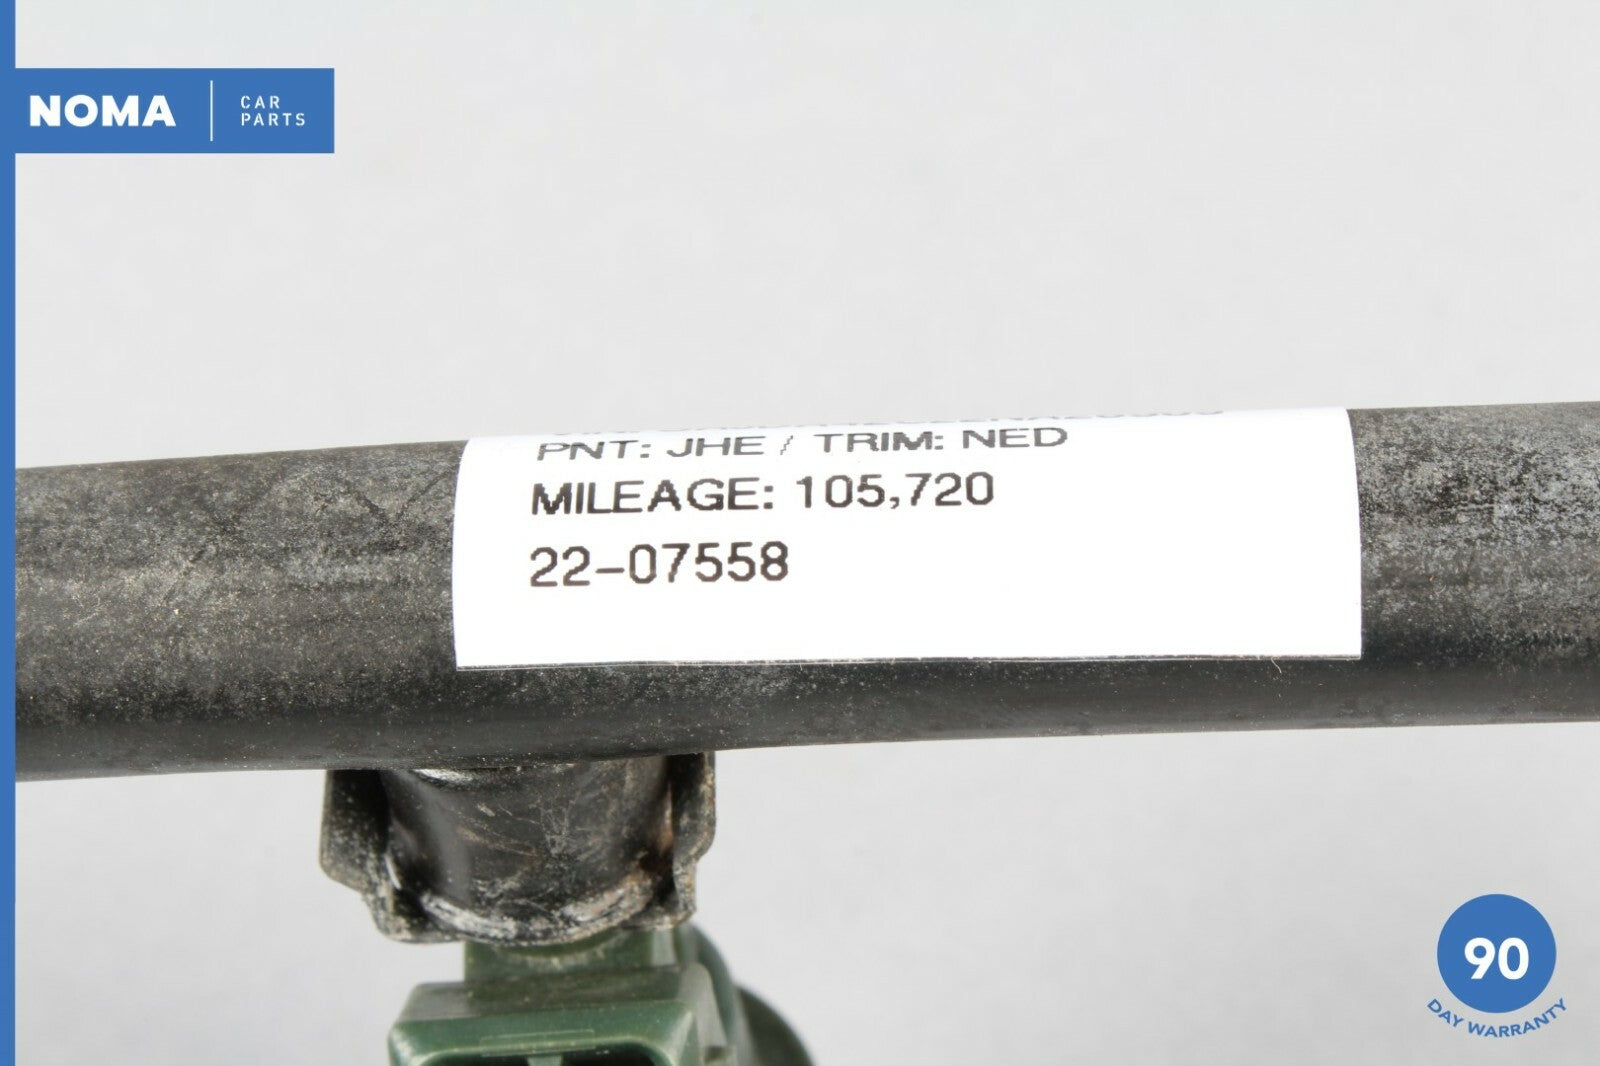 NOMA
CAR
PARTS
PNT: JHE / TRIM: NED
MILEAGE: 105,720
22-07558
90
DAY WARRANTY